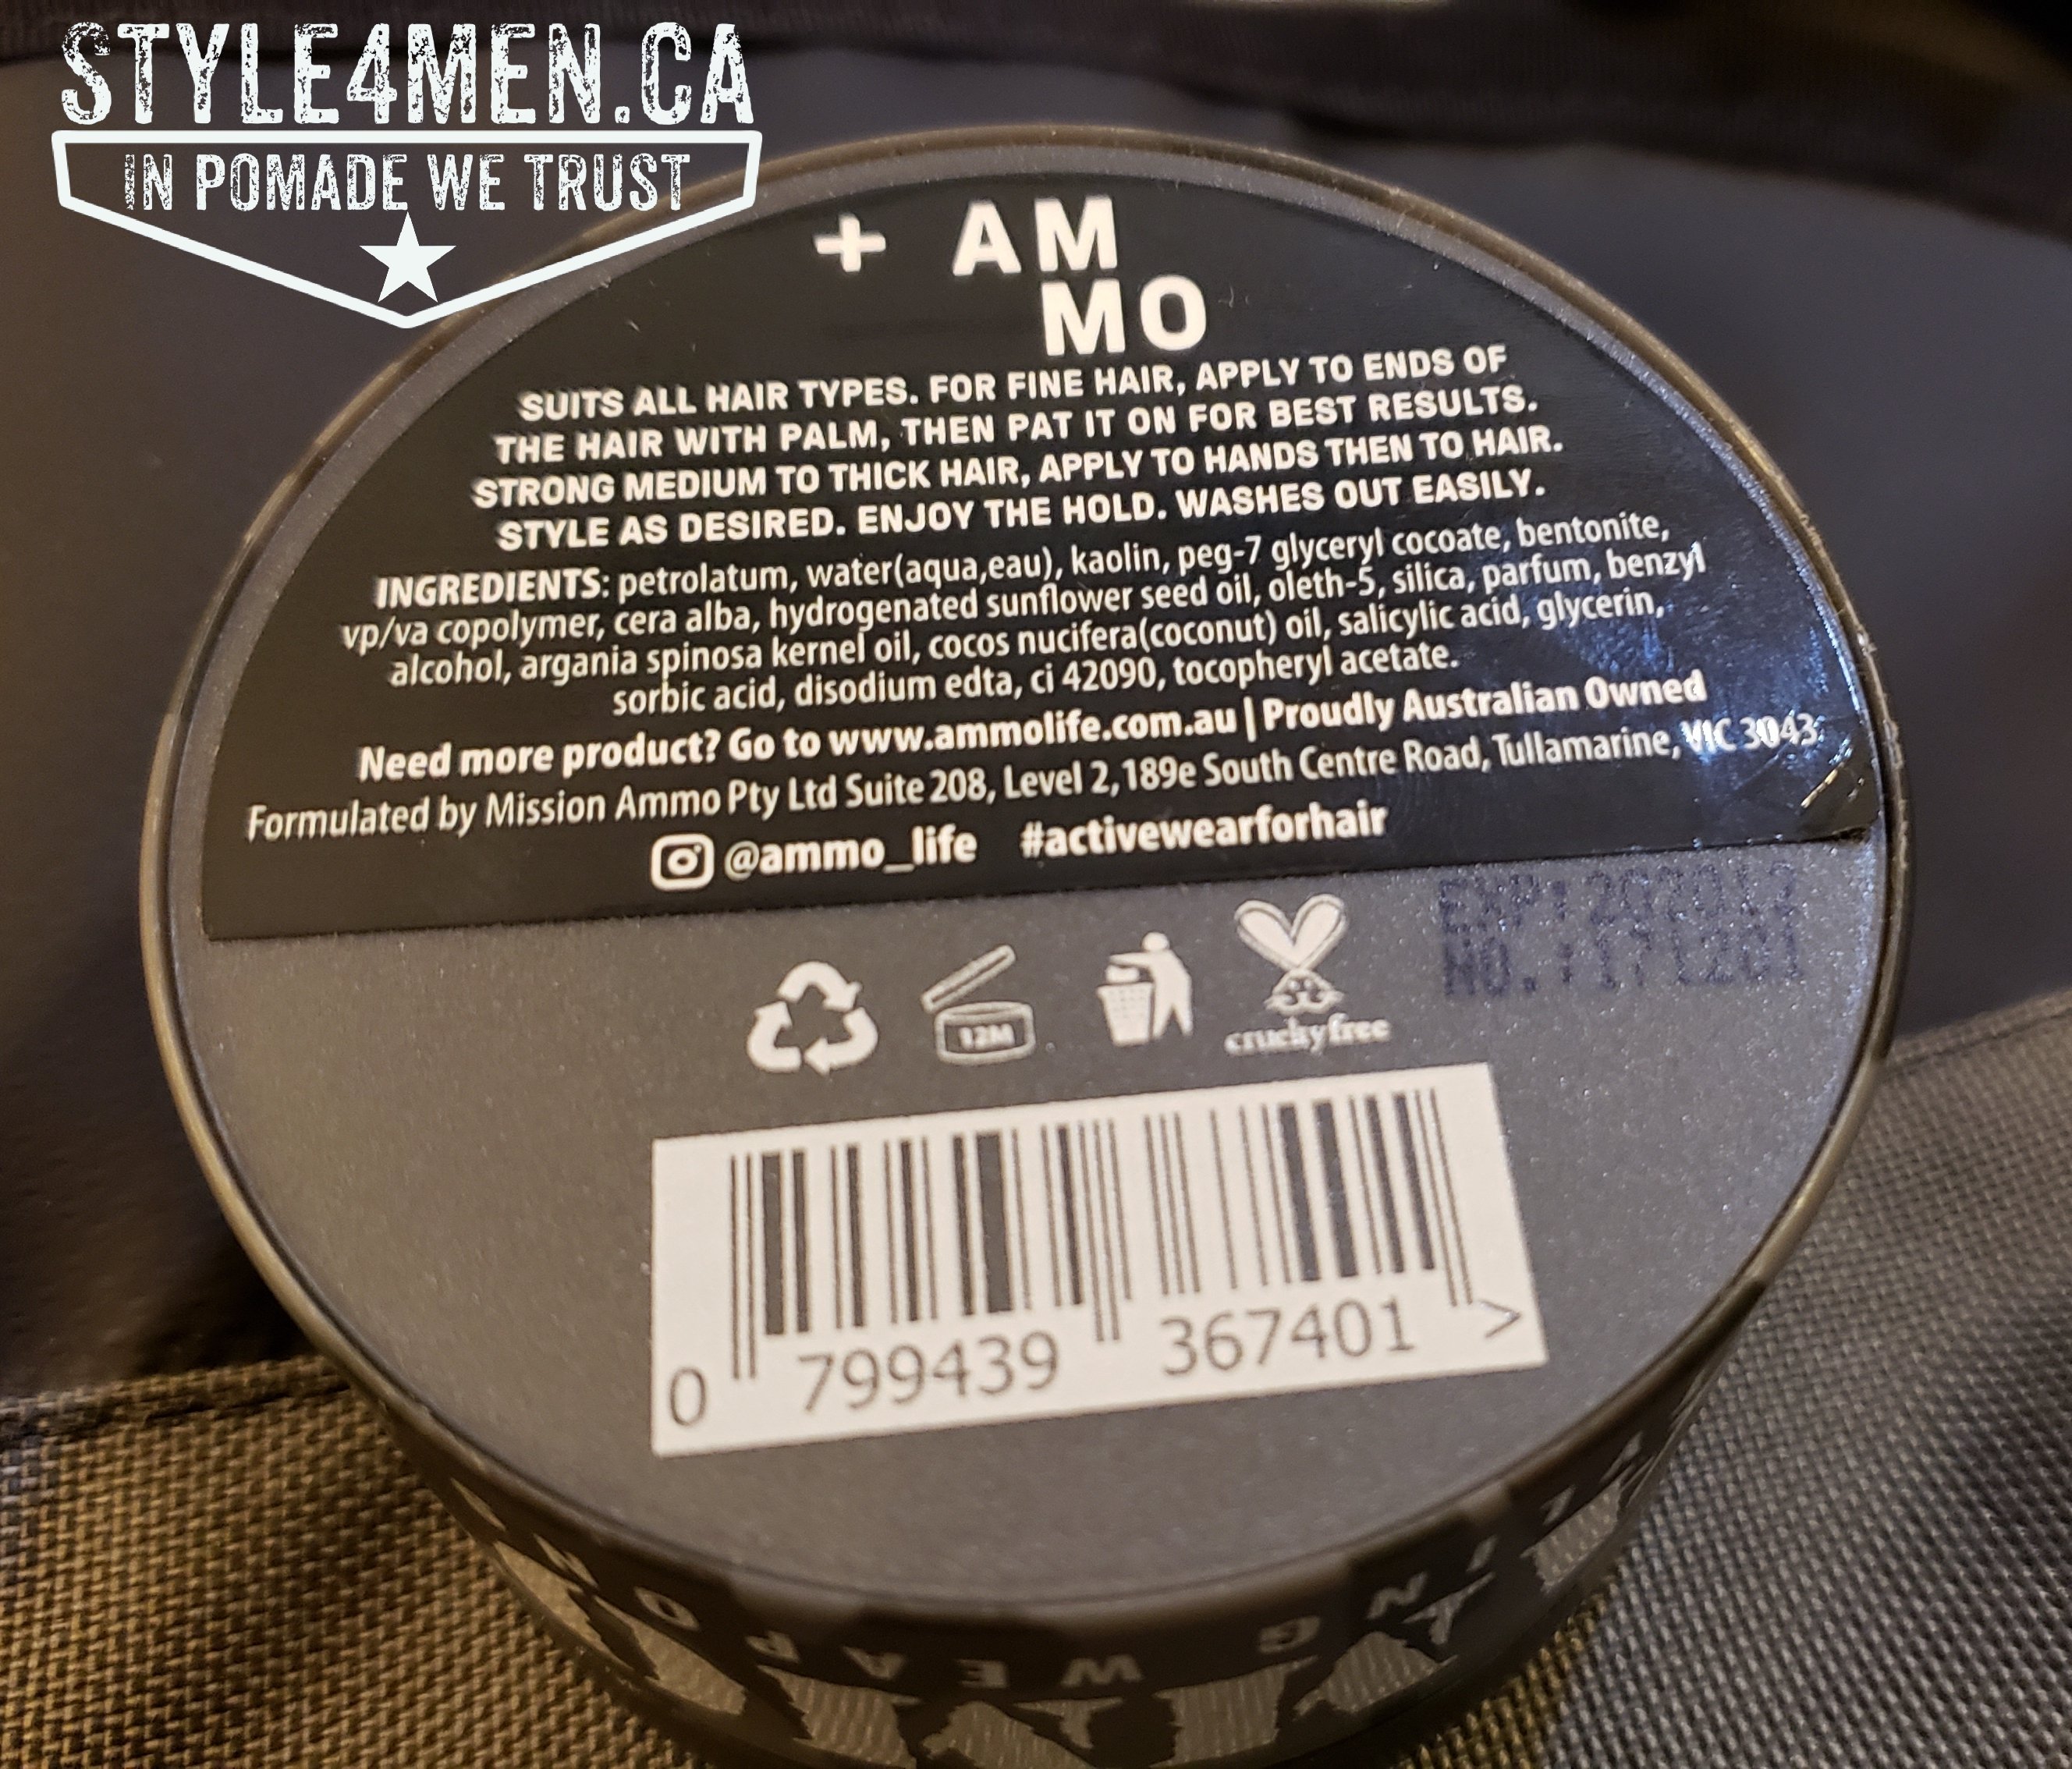 STYLE4MEN.CA
IN POMADE WE TRUST
+ AM
MO
SUITS ALL HAIR TYPES. FOR FINE HAIR, APPLY TO ENDS OF
THE HAIR WITH PALM, THEN PAT IT ON FOR BEST RESULTS.
STRONG MEDIUM TO THICK HAIR, APPLY TO HANDS THEN TO HAIR.
STYLE AS DESIRED. ENJOY THE HOLD. WASHES OUT EASILY.
INGREDIENTS: petrolatum, water(aqua,eau), kaolin, peg-7 glyceryl cocoate, bentonite,
vp/va copolymer, cera alba, hydrogenated sunflower seed oil, oleth-5, silica, parfum, benzyl
alcohol, argania spinosa kernel oil, cocos nucifera(coconut) oil, salicylic acid, glycerin,
sorbic acid, disodium edta, ci 42090, tocopheryl acetate.
Need more product? Go to www.ammolife.com.au | Proudly Australian Owned
Formulated by Mission Ammo Pty Ltd Suite 208, Level 2, 189e South Centre Road, Tullamarine, VIC 3043
@ammo_life #activewearforhair
EXP: 202012
NO.: 171201
12M
crueltyfree
0 799439 367401 >
WEAPON